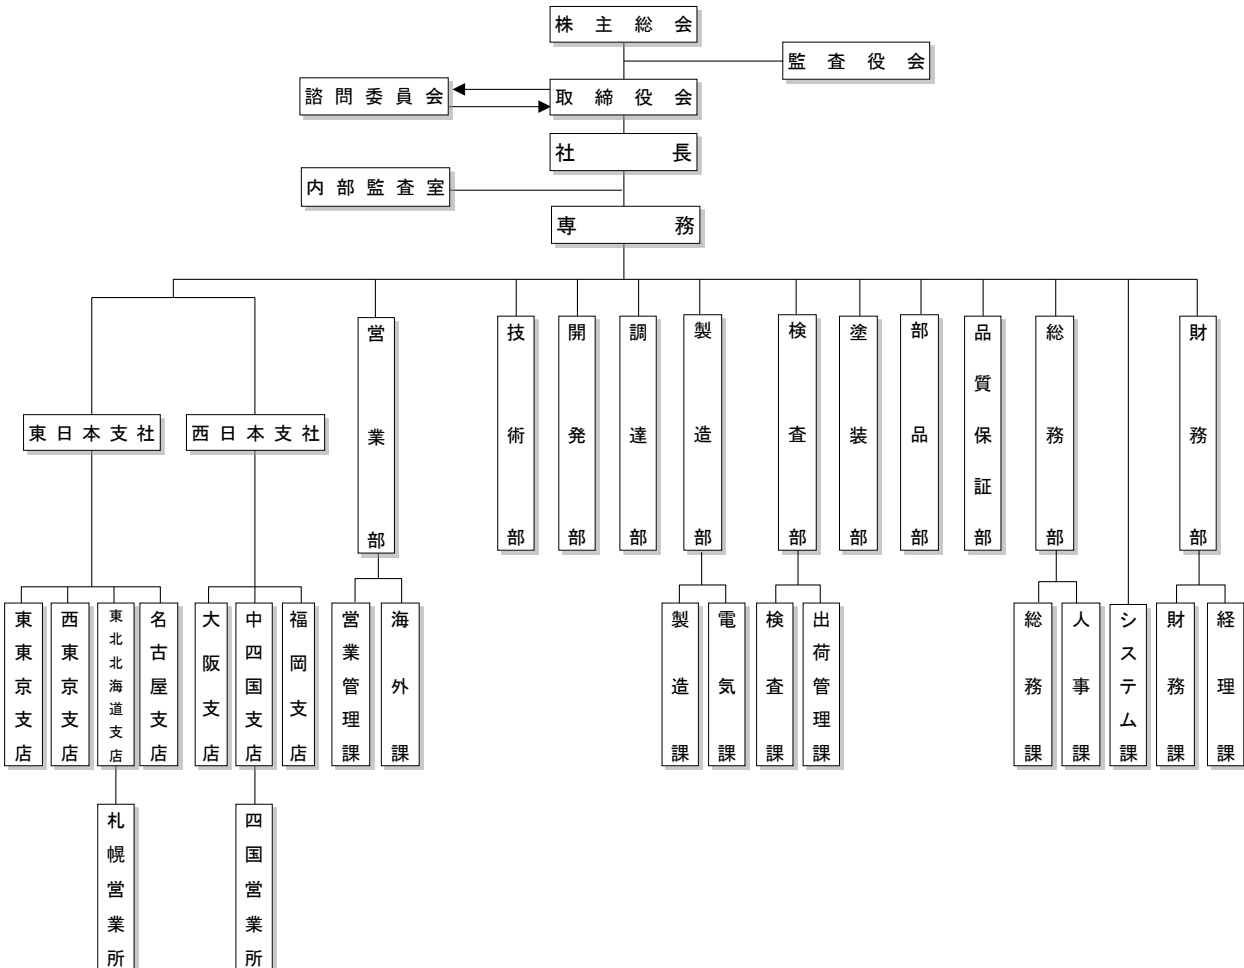 株主総会
監査役会
諮問委員会
取締役会
社長
内部監査室
専務
営業部
技術部
開発部
調達部
製造部
検査部
塗装部
部品部
品質保証部
総務部
財務部
東日本支社
西日本支社
東東京支店
西東京支店
東北北海道支店
名古屋支店
大阪支店
中四国支店
福岡支店
営業管理課
海外課
製造課
電気課
検査課
出荷管理課
総務課
人事課
システム課
財務課
経理課
札幌営業所
四国営業所